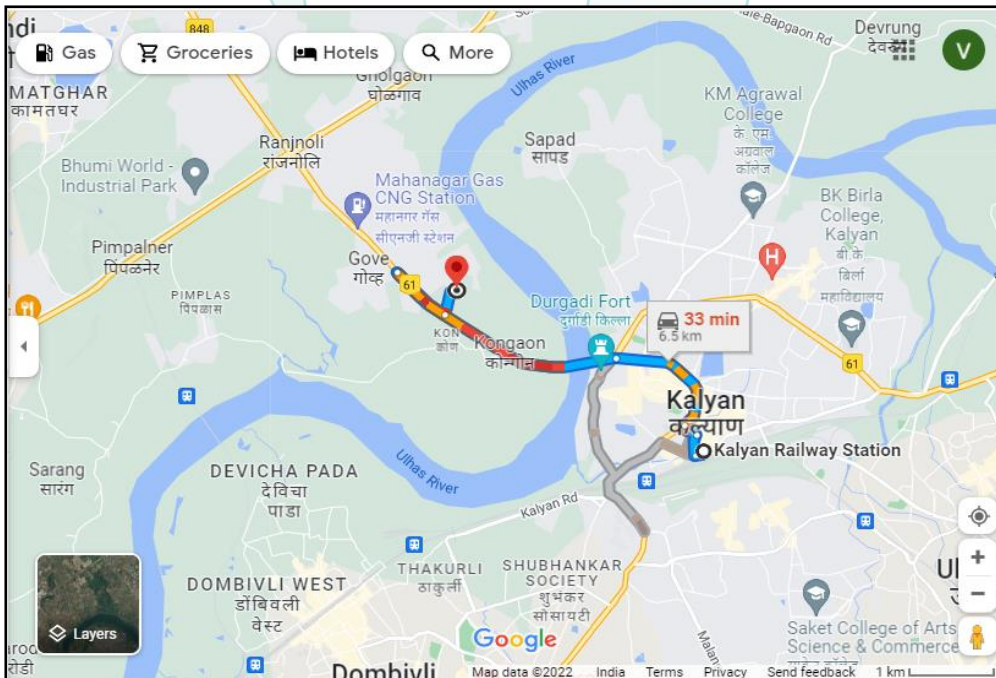 ndi
848
Gas
Groceries
Hotels
More
V
Devrung
देवरूंग
MATGHAR
कामतघर
Gholgaon
घोळगाव
Ulhas River
KM Agrawal
College
के. एम.
अग्रवाल
कॉलेज
Ranjnoli
रांजनोलि
Sapad
सापड
Bhumi World -
Industrial Park
Mahanagar Gas
CNG Station
महानगर गॅस
सीएनजी स्टेशन
BK Birla
College,
Kalyan
बी.के.
बिर्ला
महाविद्यालय
H
Pimpalner
पिंपळनेर
Gove
गोव्ह
61
PIMPLAS
पिंपळास
Durgadi Fort
दुर्गाडी किल्ला
33 min
6.5 km
KON
कोण
Kongaon
61
Kalyan
कल्याण
Kalyan Railway Station
Sarang
सारंग
DEVICHA PADA
देविचा
पाडा
Ulhas River
Kalyan Rd
THAKURLI
ठाकुर्ली
SHUBHANKAR
SOCIETY
शुभंकर
सोसायटी
DOMBIVLI WEST
डोंबिवली
वेस्ट
Layers
Google
Saket College of Arts,
Science & Commerce
Dombivli
Map data ©2022 India Terms Privacy Send feedback 1 km